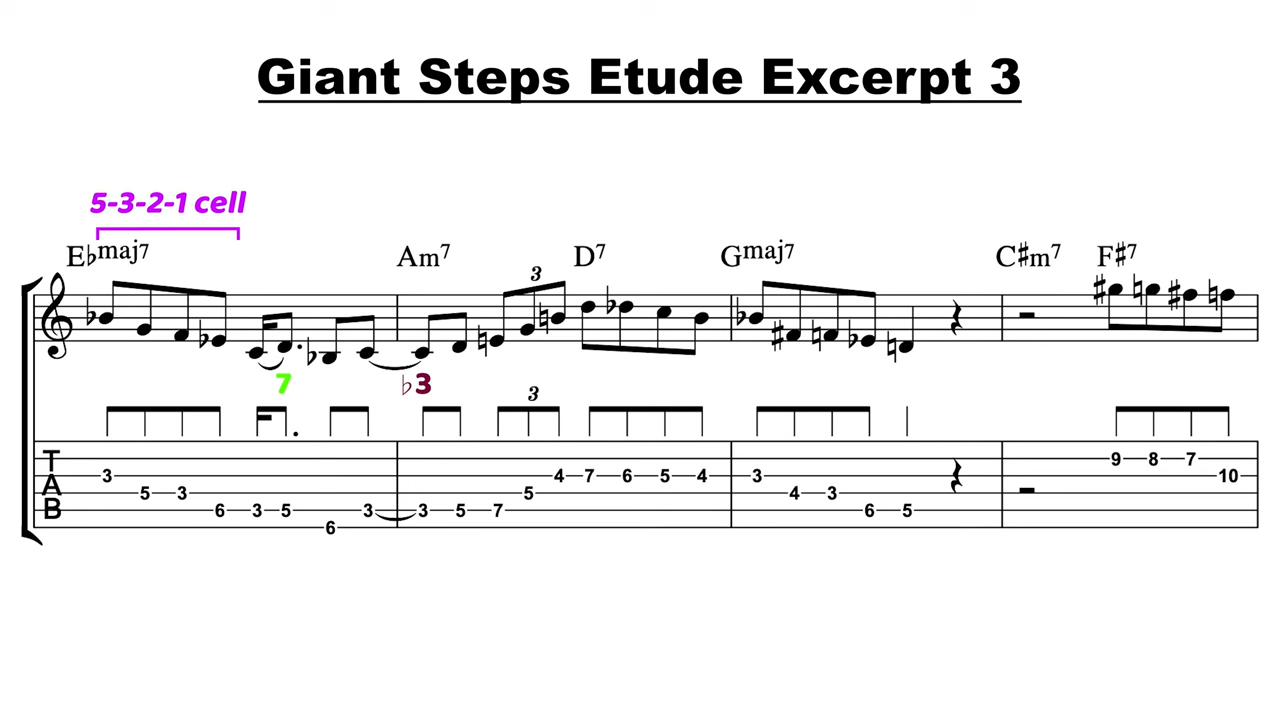 Giant Steps Etude Excerpt 3
5-3-2-1 cell
E♭maj7 Am7 D7 Gmaj7 C#m7 F#7
3
7 ♭3
3
T
A
B
3 5 3 6 3 5 6 3 3 5 7 5 4 7 6 5 4 3 4 3 6 5 9 8 7 10